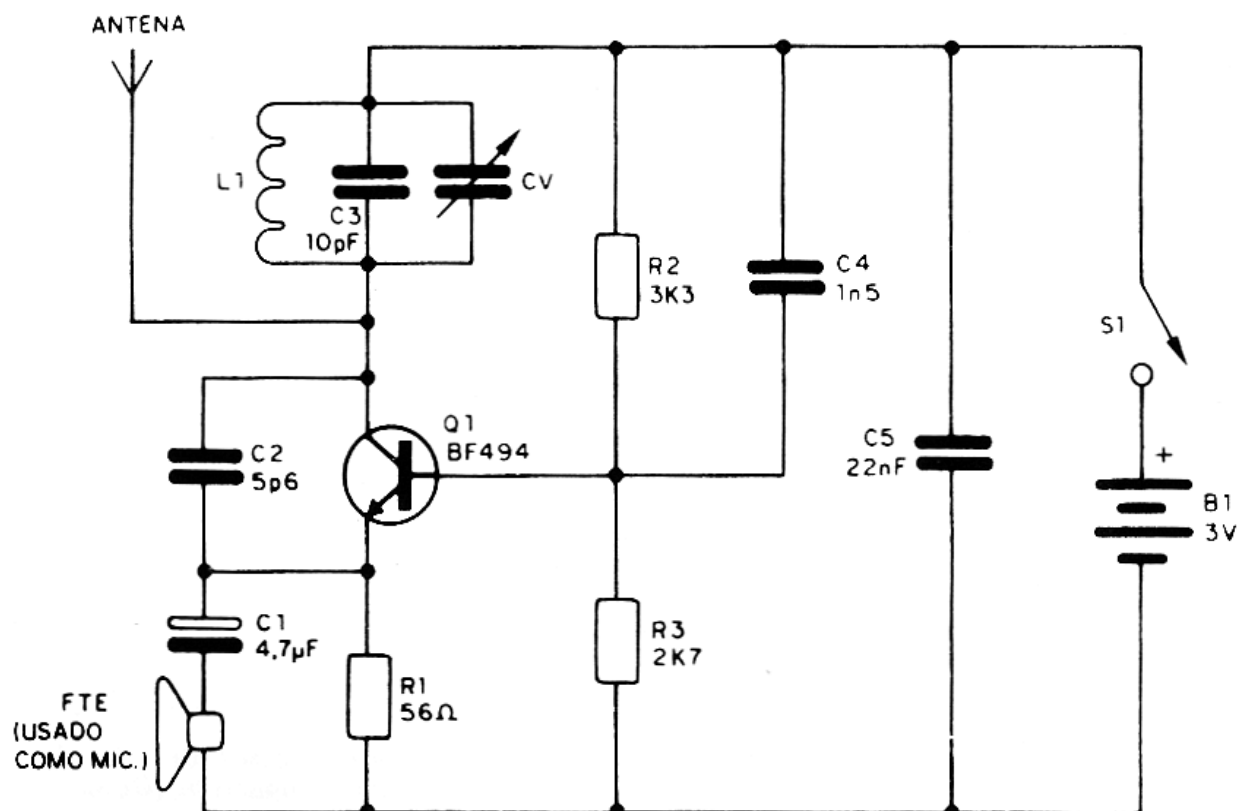 ANTENA
L1
C3
10pF
CV
R2
3K3
C4
1n5
S1
C2
5p6
Q1
BF494
C5
22nF
+
B1
3V
C1
4,7µF
R1
56Ω
R3
2K7
FTE
(USADO
COMO MIC.)